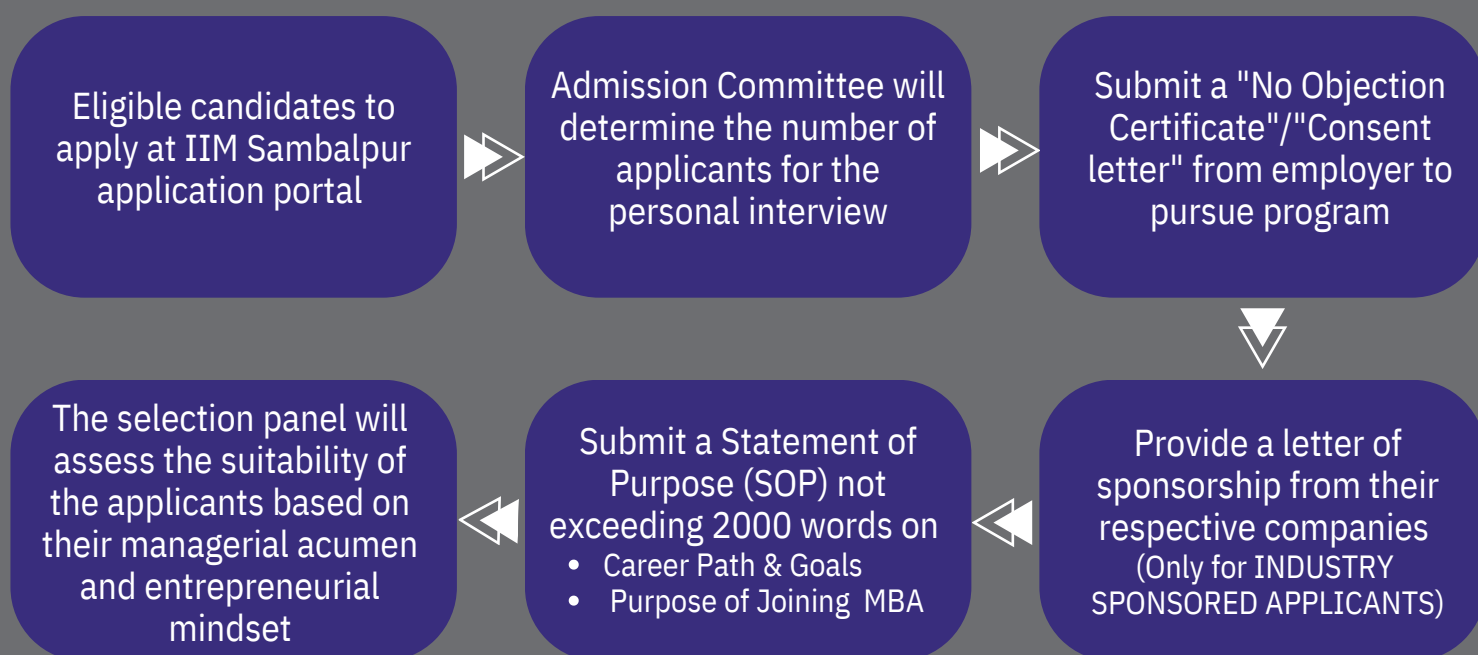 Eligible candidates to
apply at IIM Sambalpur
application portal
Admission Committee will
determine the number of
applicants for the
personal interview
Submit a "No Objection
Certificate"/"Consent
letter" from employer to
pursue program
Provide a letter of
sponsorship from their
respective companies
(Only for INDUSTRY
SPONSORED APPLICANTS)
Submit a Statement of
Purpose (SOP) not
exceeding 2000 words on
• Career Path & Goals
• Purpose of Joining MBA
The selection panel will
assess the suitability of
the applicants based on
their managerial acumen
and entrepreneurial
mindset